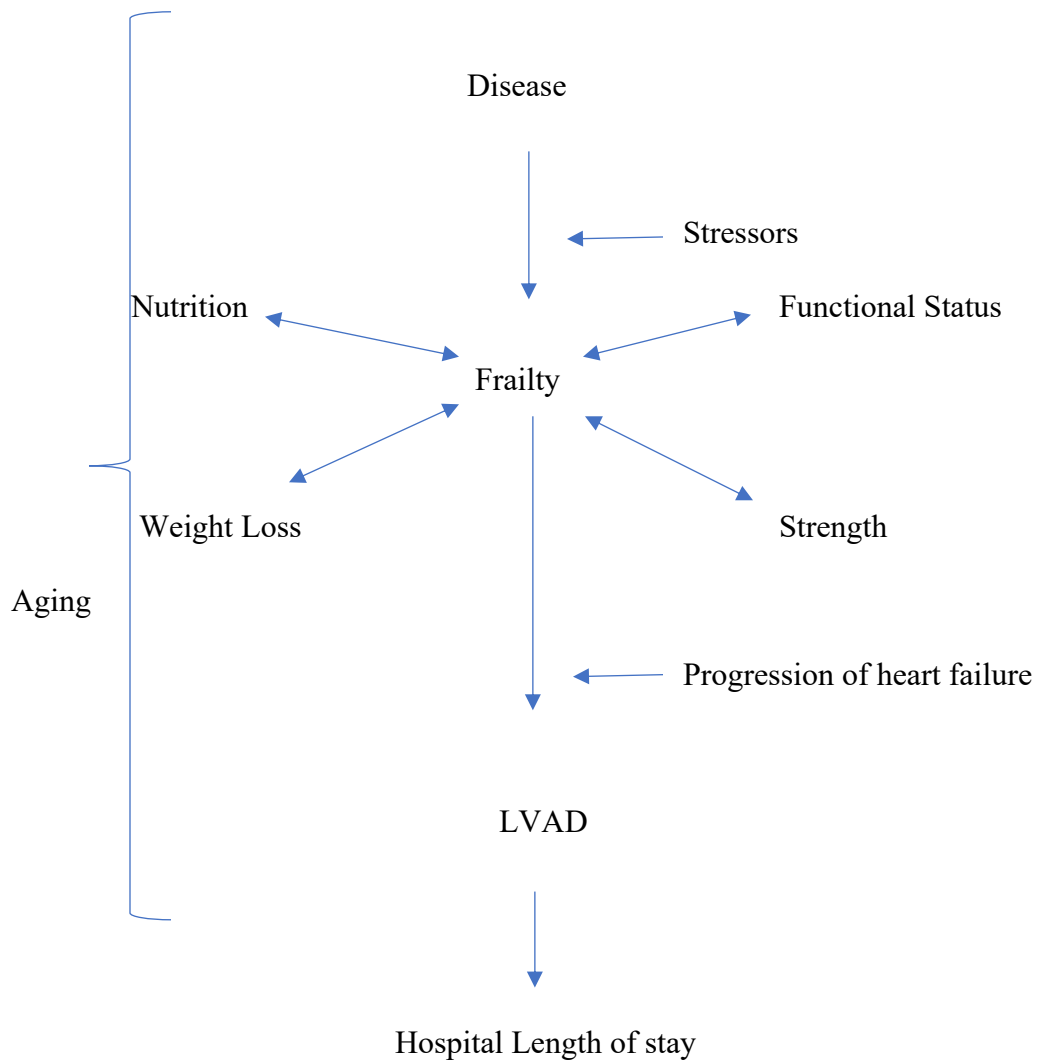 Disease
Stressors
Nutrition
Functional Status
Frailty
Weight Loss
Strength
Aging
Progression of heart failure
LVAD
Hospital Length of stay